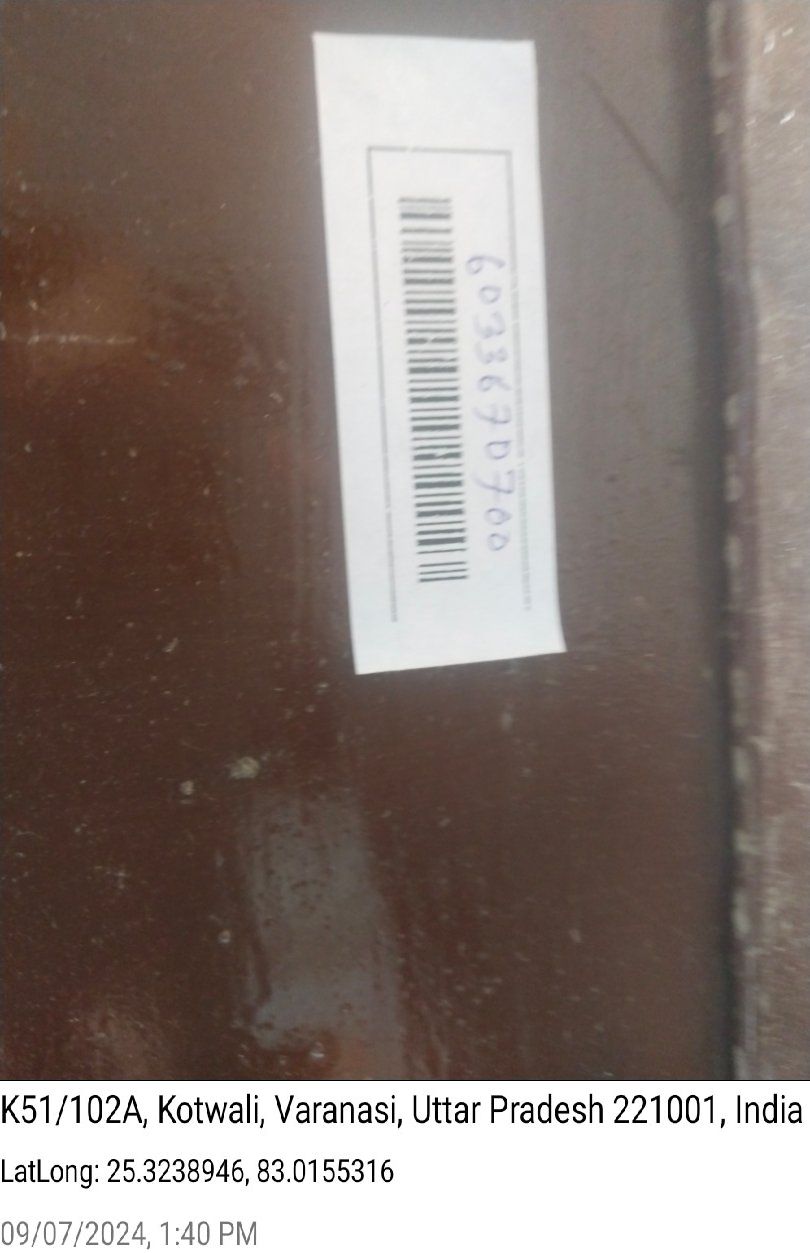 6033670700
K51/102A, Kotwali, Varanasi, Uttar Pradesh 221001, India
LatLong: 25.3238946, 83.0155316
09/07/2024, 1:40 PM